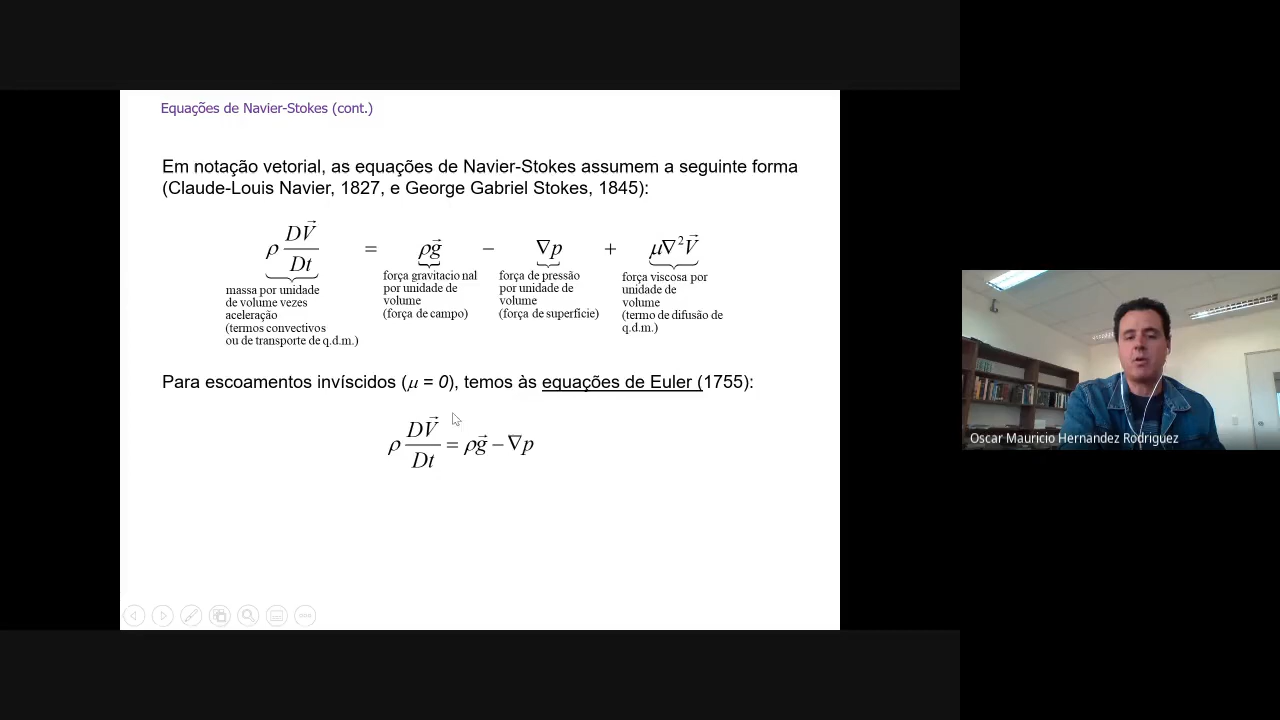 Equações de Navier-Stokes (cont.)
Em notação vetorial, as equações de Navier-Stokes assumem a seguinte forma
(Claude-Louis Navier, 1827, e George Gabriel Stokes, 1845):
ρ DV⃗/Dt = ρg⃗ − ∇p + μ∇²V⃗
massa por unidade
de volume vezes
aceleração
(termos convectivos
ou de transporte de q.d.m.)
força gravitacio nal
por unidade de
volume
(força de campo)
força de pressão
por unidade de
volume
(força de superfície)
força viscosa por
unidade de
volume
(termo de difusão de
q.d.m.)
Para escoamentos invíscidos (μ = 0), temos às equações de Euler (1755):
ρ DV⃗/Dt = ρg⃗ − ∇p
Oscar Mauricio Hernandez Rodriguez